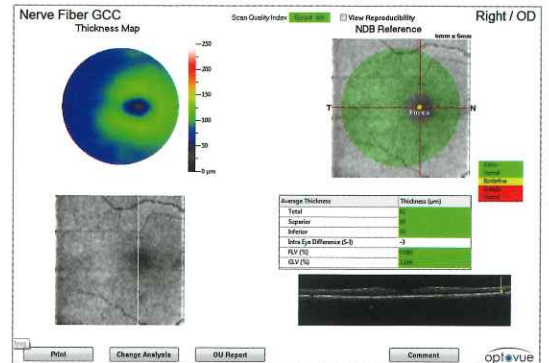 Nerve Fiber GCC
Scan Quality Index
View Reproducibility
Right / OD
Thickness Map
NDB Reference
6mm x 6mm
250
200
150
100
50
0 µm
T
N
Fovea
Borderline
Average Thickness Thickness (µm)
Total
Superior
Inferior
Intra Eye Difference (S-I) -3
FLV (%)
GLV (%)
Print
Change Analysis
OU Report
Comment
optovue